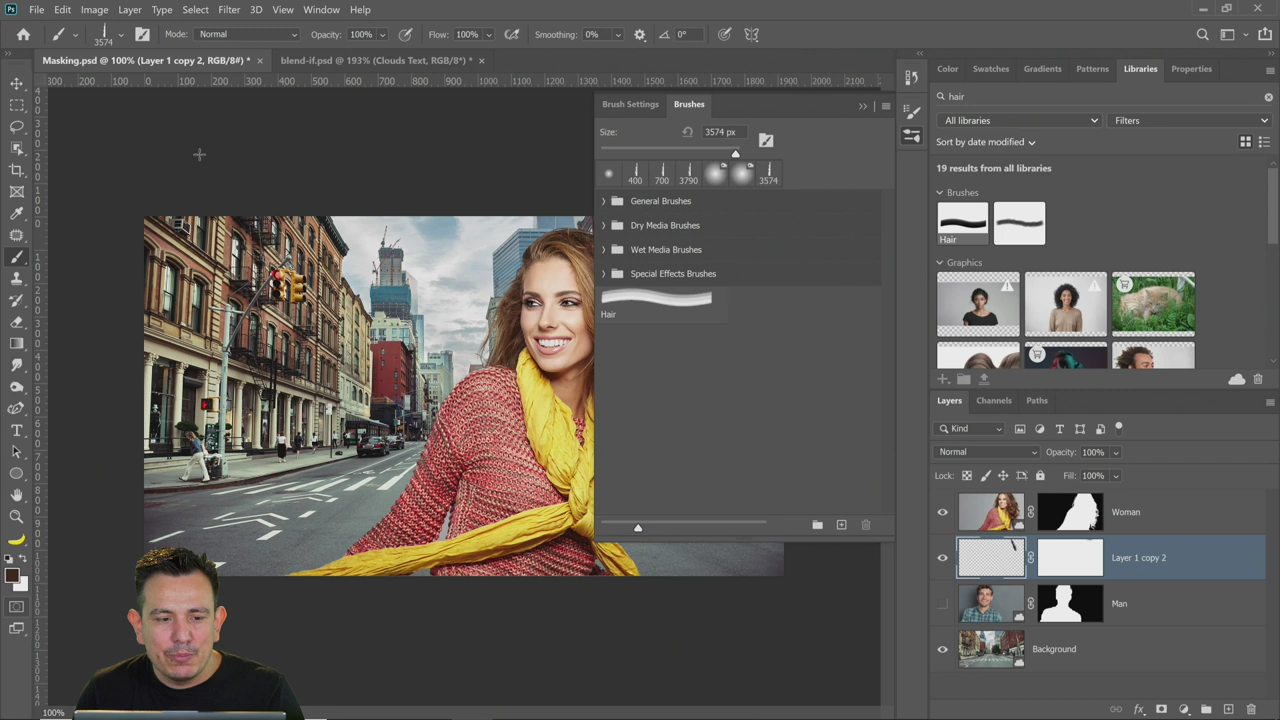 Ps File Edit Image Layer Type Select Filter 3D View Window Help
3574 Mode: Normal Opacity: 100% Flow: 100% Smoothing: 0% 0°
Masking.psd @ 100% (Layer 1 copy 2, RGB/8#) * × blend-if.psd @ 193% (Clouds Text, RGB/8*) * ×
300 200 100 0 100 200 300 400 500 600 700 800 900 1000 1100 1200 1300 1400 1500 1600 1700 1800 1900 2000 2100
Brush Settings Brushes
Size: 3574 px
400 700 3790 3574
General Brushes
Dry Media Brushes
Wet Media Brushes
Special Effects Brushes
Hair
Color Swatches Gradients Patterns Libraries Properties
hair
All libraries Filters
Sort by date modified
19 results from all libraries
Brushes
Hair
Graphics
Layers Channels Paths
Kind
Normal Opacity: 100%
Lock: Fill: 100%
Woman
Layer 1 copy 2
Man
Background
100%